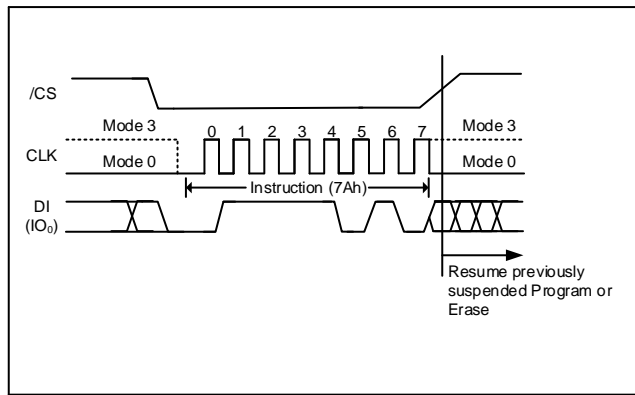 /CS
Mode 3 0 1 2 3 4 5 6 7 Mode 3
CLK
Mode 0 Mode 0
Instruction (7Ah)
DI
(IO₀)
Resume previously
suspended Program or
Erase